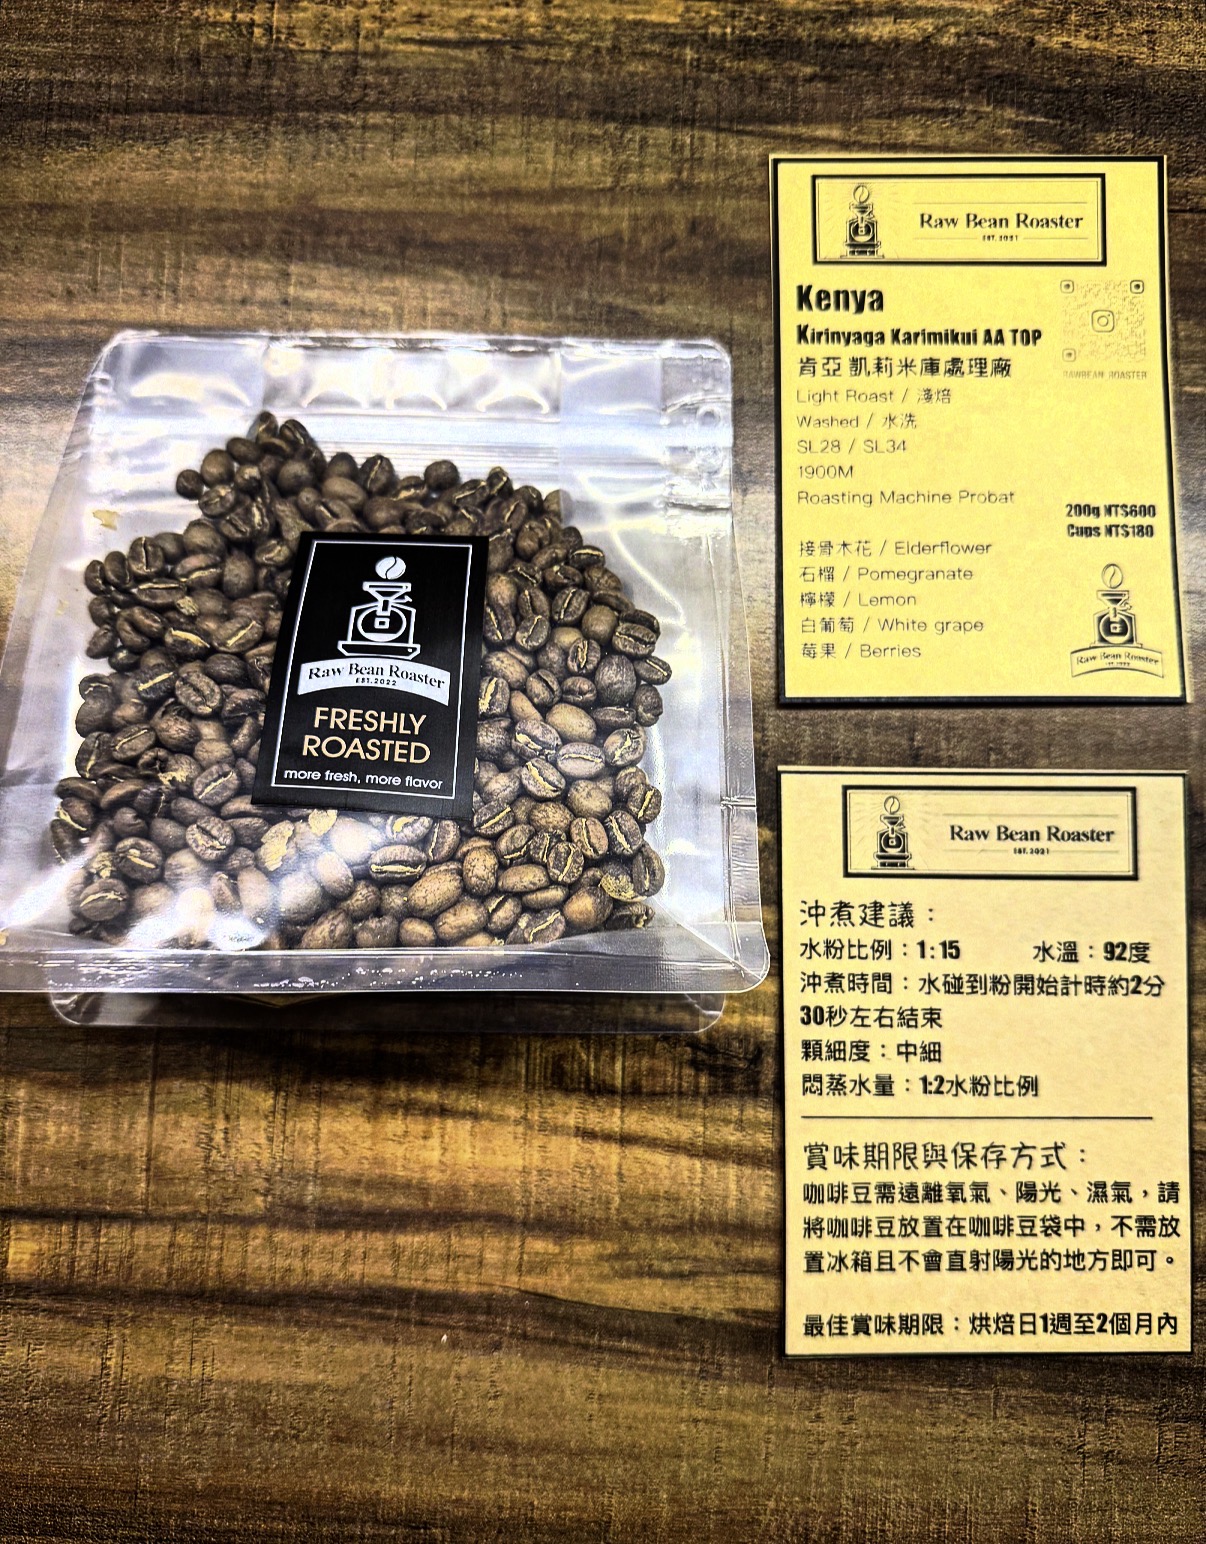 Raw Bean Roaster
EST. 2022
FRESHLY
ROASTED
more fresh, more flavor
Raw Bean Roaster
EST. 2021
Kenya
Kirinyaga Karimikui AA TOP
肯亞 凱莉米庫處理廠
Light Roast / 淺焙
Washed / 水洗
SL28 / SL34
1900M
Roasting Machine Probat
RAWBEAN_ROASTER
200g NT$600
Cups NT$180
接骨木花 / Elderflower
石榴 / Pomegranate
檸檬 / Lemon
白葡萄 / White grape
莓果 / Berries
Raw Bean Roaster
Raw Bean Roaster
EST. 2021
沖煮建議：
水粉比例：1:15 水溫：92度
沖煮時間：水碰到粉開始計時約2分
30秒左右結束
顆細度：中細
悶蒸水量：1:2水粉比例
賞味期限與保存方式：
咖啡豆需遠離氧氣、陽光、濕氣，請
將咖啡豆放置在咖啡豆袋中，不需放
置冰箱且不會直射陽光的地方即可。
最佳賞味期限：烘焙日1週至2個月內